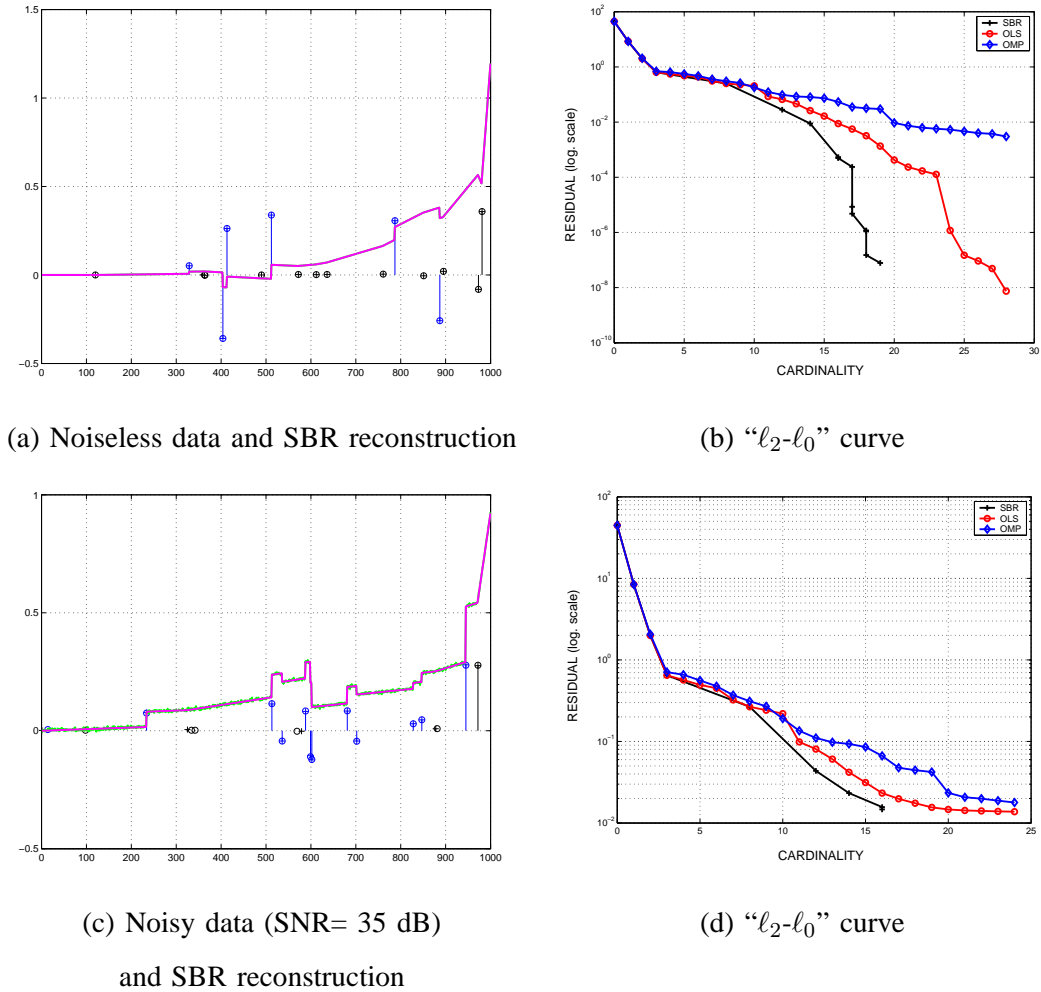 1.5
1
0.5
0
−0.5
0 100 200 300 400 500 600 700 800 900 1000
(a) Noiseless data and SBR reconstruction
10^2
10^0
10^−2
10^−4
10^−6
10^−8
10^−10
RESIDUAL (log. scale)
SBR
OLS
OMP
0 5 10 15 20 25 30
CARDINALITY
(b) “ℓ₂-ℓ₀” curve
1
0.5
0
−0.5
0 100 200 300 400 500 600 700 800 900 1000
(c) Noisy data (SNR= 35 dB)
and SBR reconstruction
10^2
10^1
10^0
10^−1
10^−2
RESIDUAL (log. scale)
SBR
OLS
OMP
0 5 10 15 20 25
CARDINALITY
(d) “ℓ₂-ℓ₀” curve